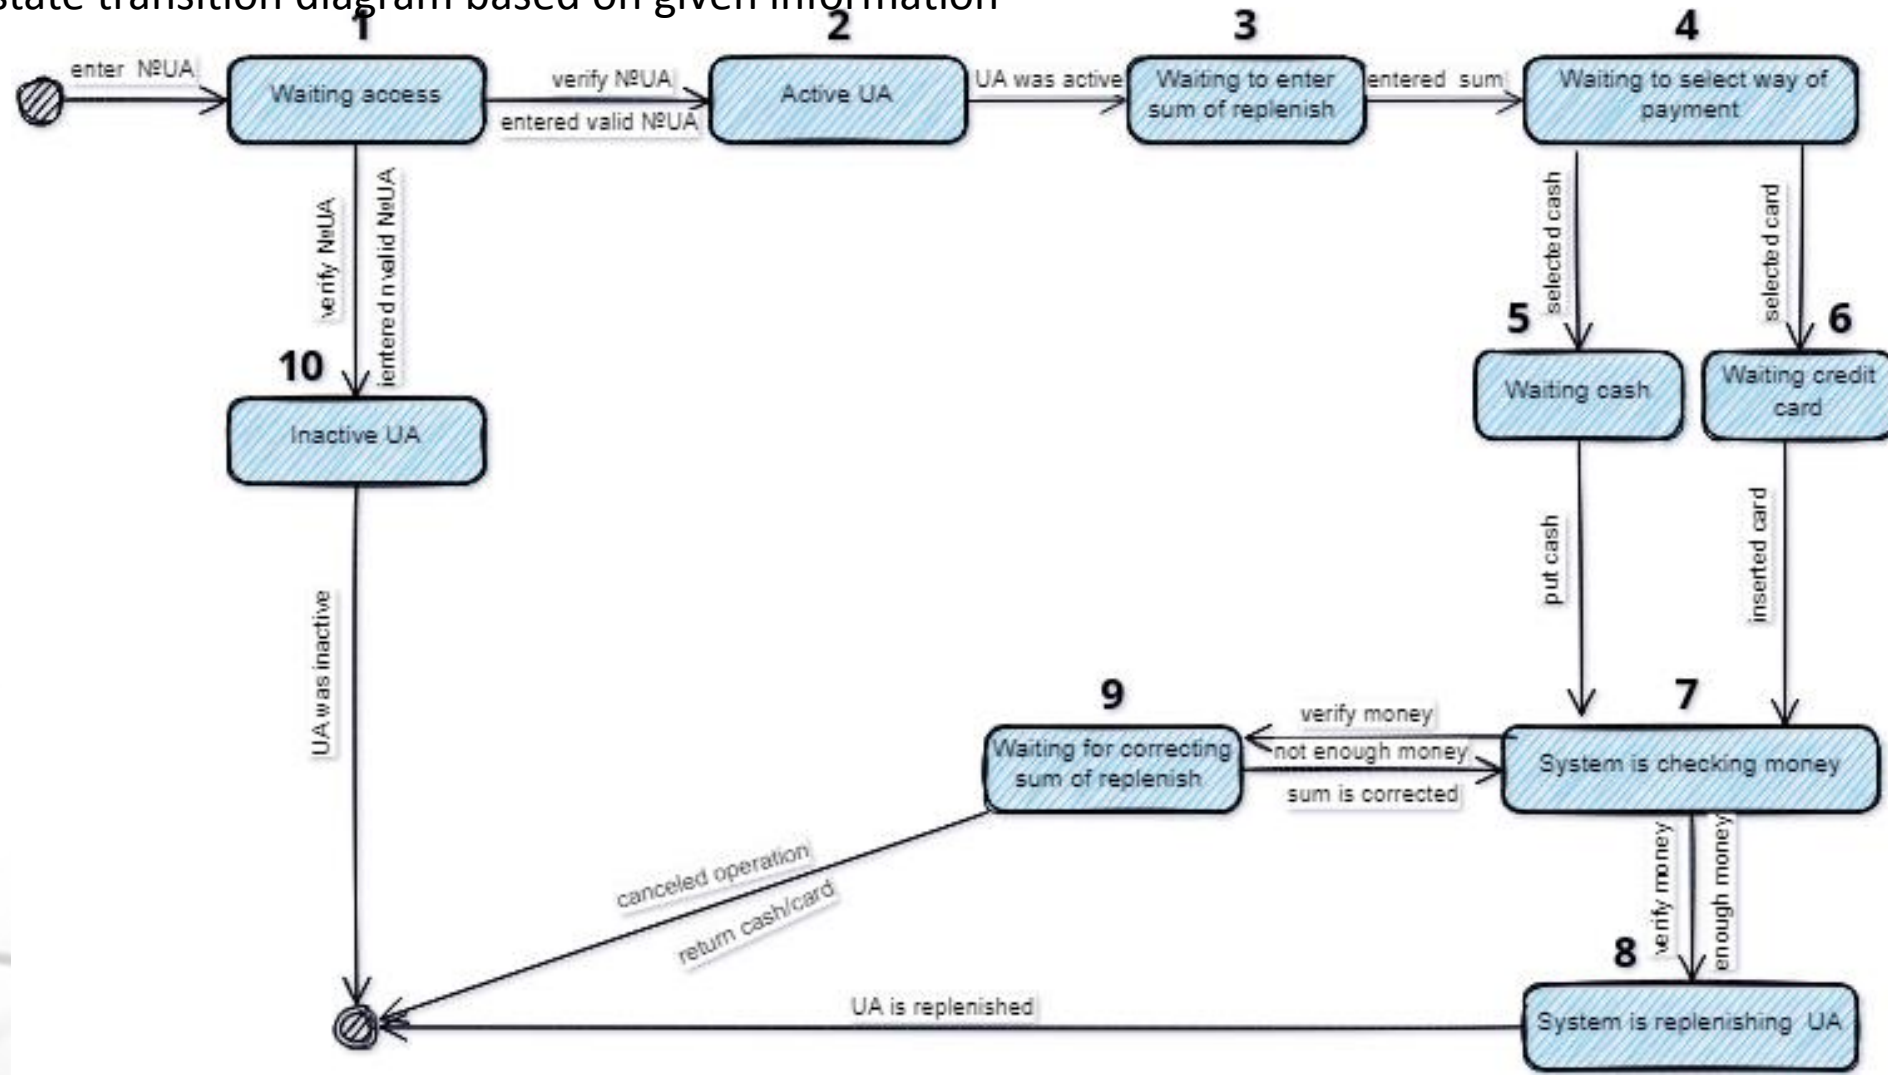 state transition diagram based on given information
1
2
3
4
enter №UA
Waiting access
verify №UA
entered valid №UA
Active UA
UA was active
Waiting to enter
sum of replenish
entered sum
Waiting to select way of
payment
verify №UA
ientered nvalid №UA
selected cash
selected card
5
6
10
Waiting cash
Waiting credit
card
Inactive UA
put cash
inserted card
UA was inactive
9
7
verify money
not enough money
sum is corrected
Waiting for correcting
sum of replenish
System is checking money
verify money
enough money
canceled operation
return cash/card
8
UA is replenished
System is replenishing UA